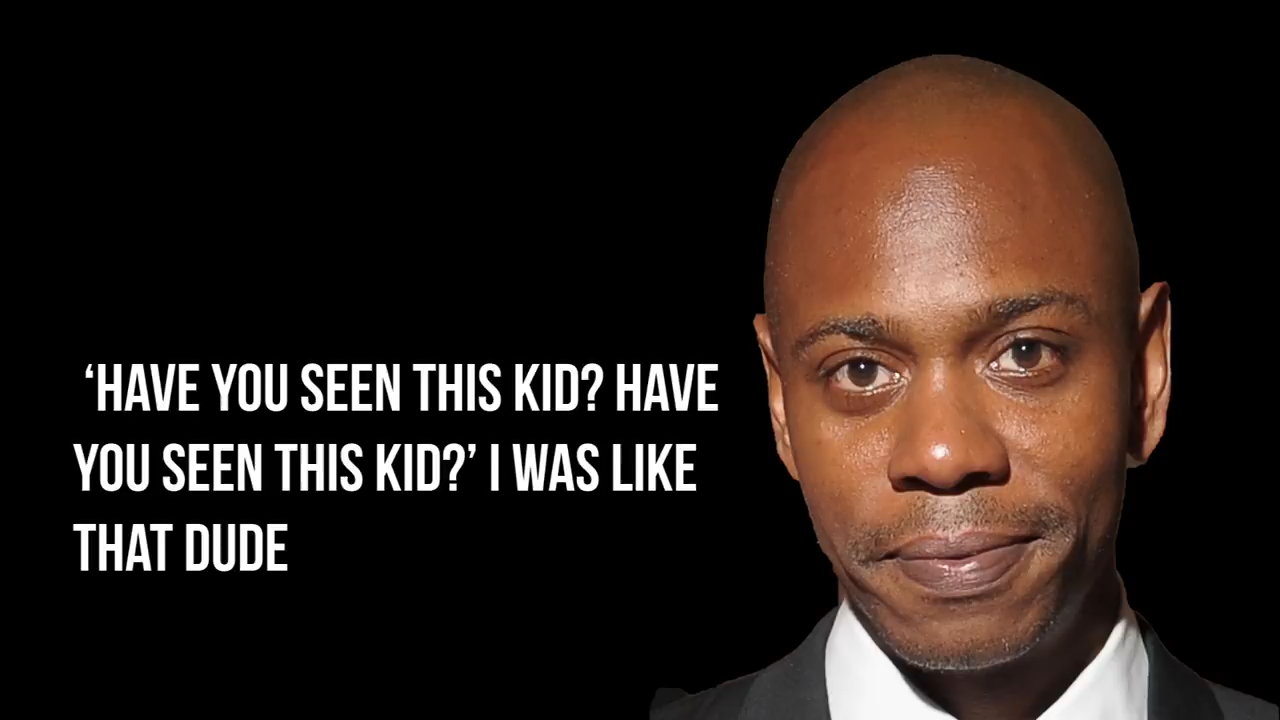 ‘HAVE YOU SEEN THIS KID? HAVE
YOU SEEN THIS KID?’ I WAS LIKE
THAT DUDE